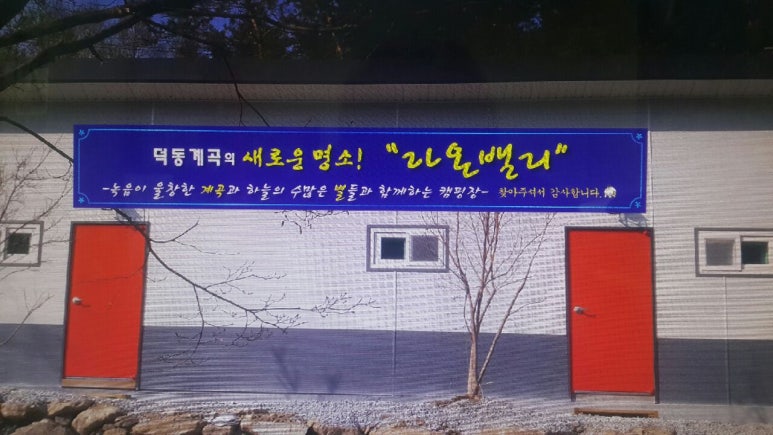 덕동계곡의 새로운명소! "라온밸리"
-녹음이 울창한 계곡과 하늘의 수많은 별들과 함께하는 캠핑장- 찾아주셔서 감사합니다.